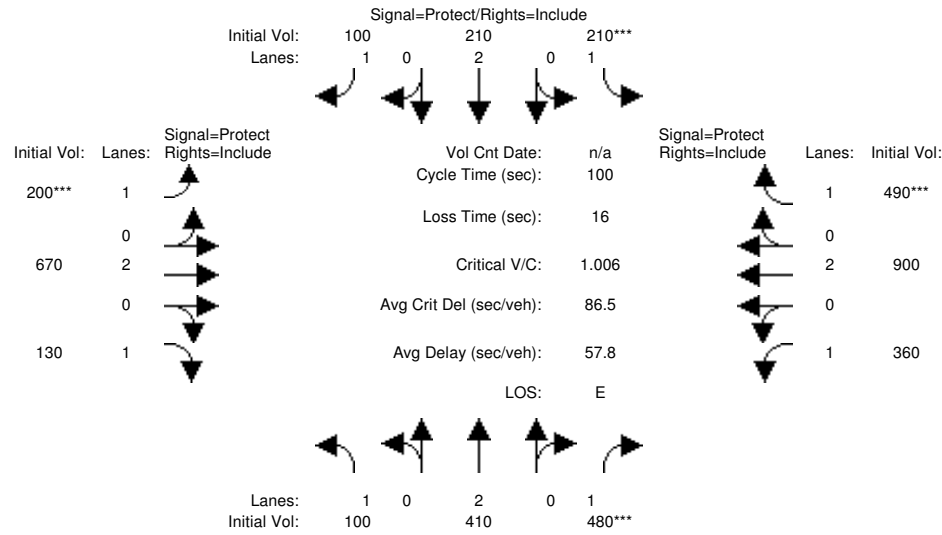 Signal=Protect/Rights=Include
Initial Vol: 100 210 210***
Lanes: 1 0 2 0 1
Signal=Protect
Initial Vol: Lanes: Rights=Include
200*** 1
0
670 2
0
130 1
Vol Cnt Date: n/a
Cycle Time (sec): 100
Loss Time (sec): 16
Critical V/C: 1.006
Avg Crit Del (sec/veh): 86.5
Avg Delay (sec/veh): 57.8
LOS: E
Signal=Protect
Rights=Include Lanes: Initial Vol:
1 490***
0
2 900
0
1 360
Lanes: 1 0 2 0 1
Initial Vol: 100 410 480***